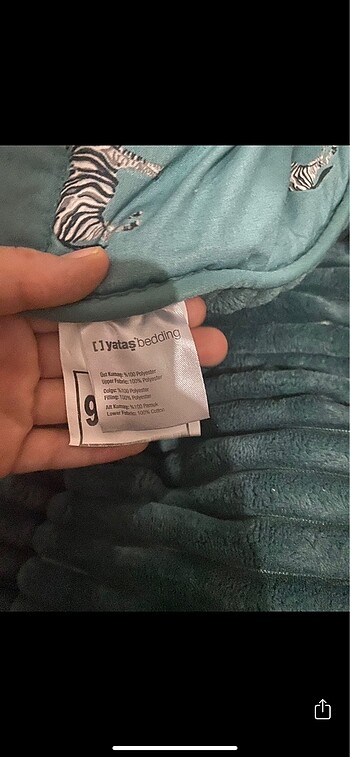 [ ] yataş bedding
Üst Kumaş: %100 Polyester
Upper Fabric: 100% Polyester
Dolgu: %100 Polyester
Filling: 100% Polyester
Alt Kumaş: %100 Pamuk
Lower Fabric: 100% Cotton
9